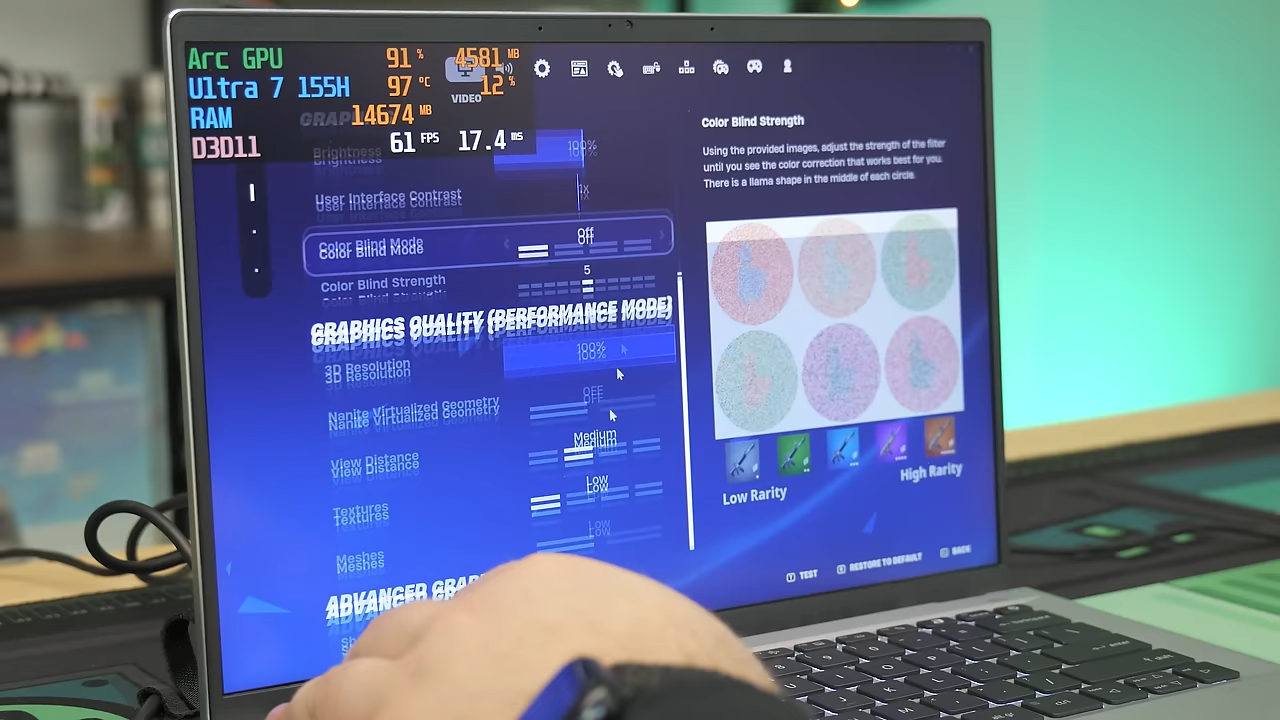 Arc GPU 91 % 4581 MB
Ultra 7 155H 97 °C 12 %
RAM 14674 MB
D3D11 61 FPS 17.4 ms
VIDEO
Brightness 100%
User Interface Contrast 1x
Color Blind Mode Off
Color Blind Strength 5
GRAPHICS QUALITY (PERFORMANCE MODE)
3D Resolution 100%
Nanite Virtualized Geometry OFF
View Distance Medium
Textures Low
Meshes Low
ADVANCED GRAP
Color Blind Strength
Using the provided images, adjust the strength of the filter
until you see the color correction that works best for you.
There is a llama shape in the middle of each circle.
Low Rarity
High Rarity
TEST
RESTORE TO DEFAULT
BACK